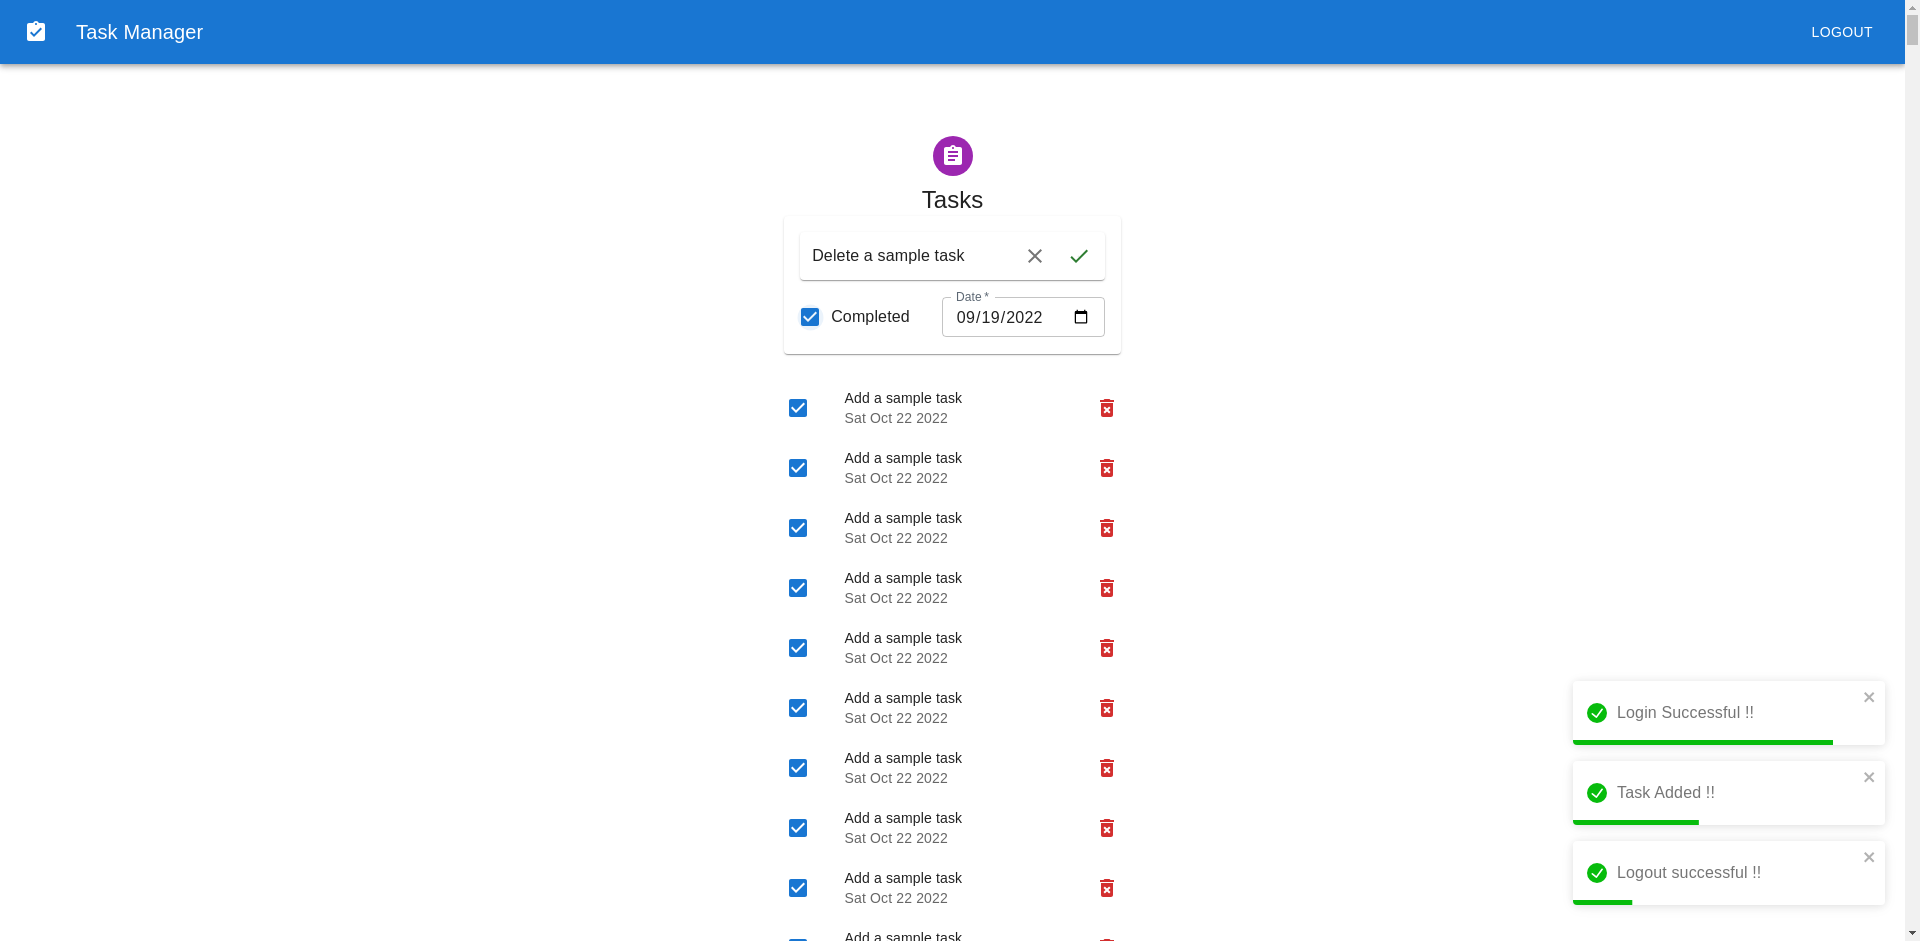 Task Manager
LOGOUT
Tasks
Delete a sample task
Completed
Date *
09/19/2022
Add a sample task
Sat Oct 22 2022
Add a sample task
Sat Oct 22 2022
Add a sample task
Sat Oct 22 2022
Add a sample task
Sat Oct 22 2022
Add a sample task
Sat Oct 22 2022
Add a sample task
Sat Oct 22 2022
Add a sample task
Sat Oct 22 2022
Add a sample task
Sat Oct 22 2022
Add a sample task
Sat Oct 22 2022
Add a sample task
Login Successful !!
Task Added !!
Logout successful !!